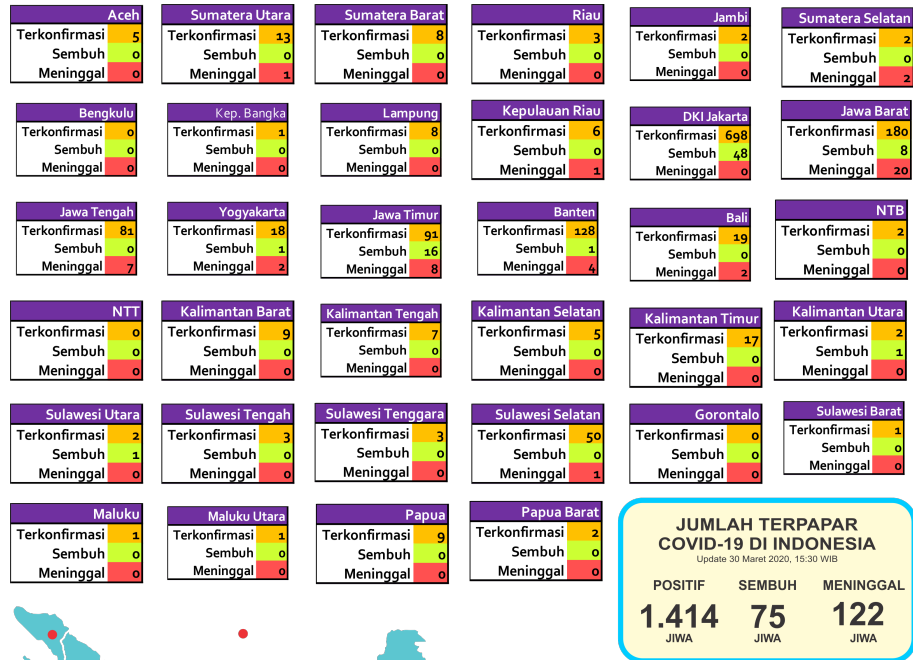 Aceh
Terkonfirmasi 5
Sembuh 0
Meninggal 0
Sumatera Utara
Terkonfirmasi 13
Sembuh 0
Meninggal 1
Sumatera Barat
Terkonfirmasi 8
Sembuh 0
Meninggal 0
Riau
Terkonfirmasi 3
Sembuh 0
Meninggal 0
Jambi
Terkonfirmasi 2
Sembuh 0
Meninggal 0
Sumatera Selatan
Terkonfirmasi 2
Sembuh 0
Meninggal 2
Bengkulu
Terkonfirmasi 0
Sembuh 0
Meninggal 0
Kep. Bangka
Terkonfirmasi 1
Sembuh 0
Meninggal 0
Lampung
Terkonfirmasi 8
Sembuh 0
Meninggal 0
Kepulauan Riau
Terkonfirmasi 6
Sembuh 0
Meninggal 1
DKI Jakarta
Terkonfirmasi 698
Sembuh 48
Meninggal 0
Jawa Barat
Terkonfirmasi 180
Sembuh 8
Meninggal 20
Jawa Tengah
Terkonfirmasi 81
Sembuh 0
Meninggal 7
Yogyakarta
Terkonfirmasi 18
Sembuh 1
Meninggal 2
Jawa Timur
Terkonfirmasi 91
Sembuh 16
Meninggal 8
Banten
Terkonfirmasi 128
Sembuh 1
Meninggal 4
Bali
Terkonfirmasi 19
Sembuh 0
Meninggal 2
NTB
Terkonfirmasi 2
Sembuh 0
Meninggal 0
NTT
Terkonfirmasi 0
Sembuh 0
Meninggal 0
Kalimantan Barat
Terkonfirmasi 9
Sembuh 0
Meninggal 0
Kalimantan Tengah
Terkonfirmasi 7
Sembuh 0
Meninggal 0
Kalimantan Selatan
Terkonfirmasi 5
Sembuh 0
Meninggal 0
Kalimantan Timur
Terkonfirmasi 17
Sembuh 0
Meninggal 0
Kalimantan Utara
Terkonfirmasi 2
Sembuh 1
Meninggal 0
Sulawesi Utara
Terkonfirmasi 2
Sembuh 1
Meninggal 0
Sulawesi Tengah
Terkonfirmasi 3
Sembuh 0
Meninggal 0
Sulawesi Tenggara
Terkonfirmasi 3
Sembuh 0
Meninggal 0
Sulawesi Selatan
Terkonfirmasi 50
Sembuh 0
Meninggal 1
Gorontalo
Terkonfirmasi 0
Sembuh 0
Meninggal 0
Sulawesi Barat
Terkonfirmasi 1
Sembuh 0
Meninggal 0
Maluku
Terkonfirmasi 1
Sembuh 0
Meninggal 0
Maluku Utara
Terkonfirmasi 1
Sembuh 0
Meninggal 0
Papua
Terkonfirmasi 9
Sembuh 0
Meninggal 0
Papua Barat
Terkonfirmasi 2
Sembuh 0
Meninggal 0
JUMLAH TERPAPAR
COVID-19 DI INDONESIA
Update 30 Maret 2020, 15:30 WIB
POSITIF SEMBUH MENINGGAL
1.414 75 122
JIWA JIWA JIWA